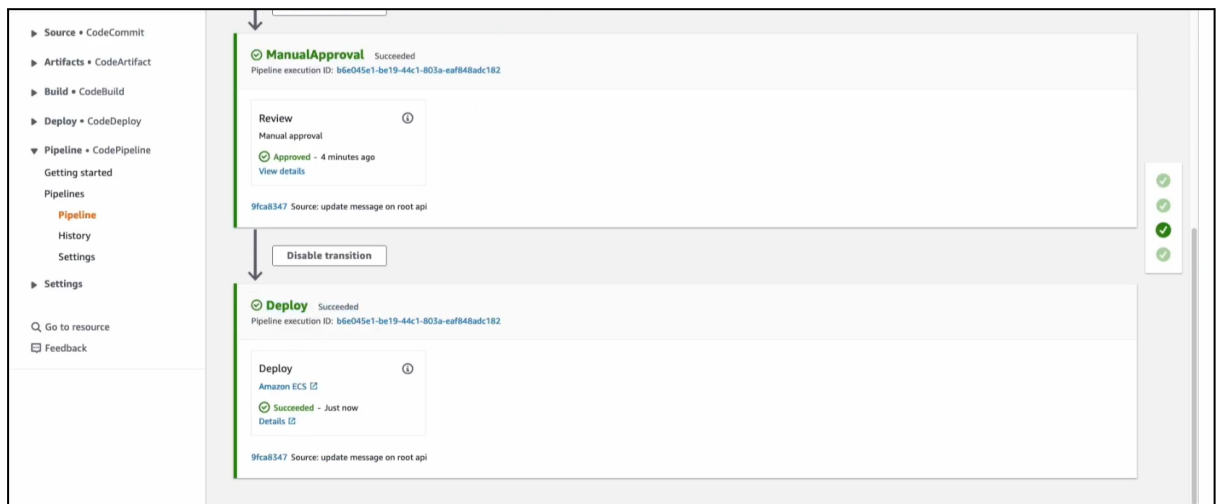 Source • CodeCommit
Artifacts • CodeArtifact
Build • CodeBuild
Deploy • CodeDeploy
Pipeline • CodePipeline
Getting started
Pipelines
Pipeline
History
Settings
Settings
Go to resource
Feedback
ManualApproval Succeeded
Pipeline execution ID: b6e045e1-be19-44c1-803a-eaf848adc182
Review
Manual approval
Approved - 4 minutes ago
View details
9fca8347 Source: update message on root api
Disable transition
Deploy Succeeded
Pipeline execution ID: b6e045e1-be19-44c1-803a-eaf848adc182
Deploy
Amazon ECS
Succeeded - Just now
Details
9fca8347 Source: update message on root api